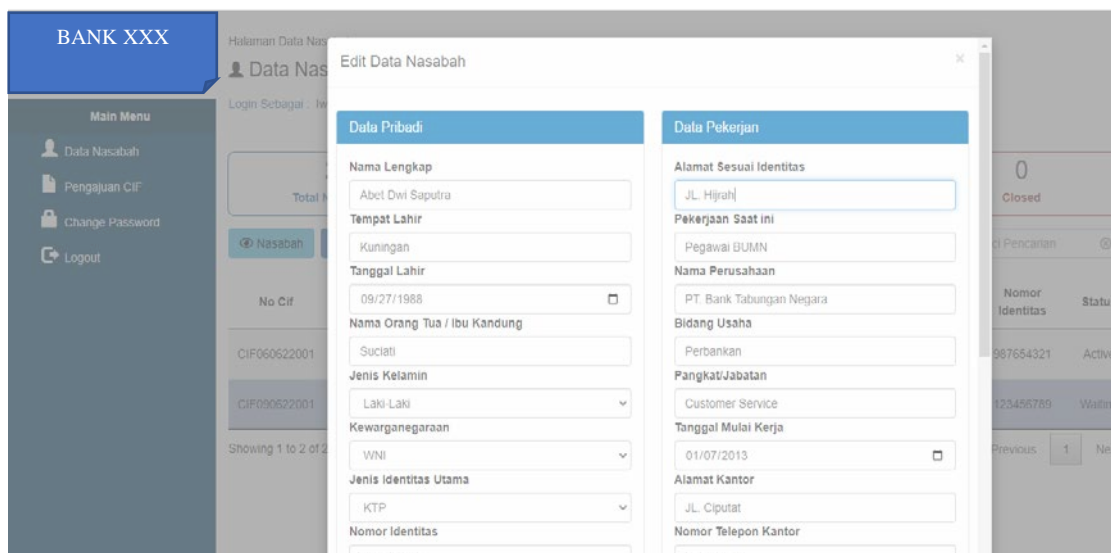 BANK XXX
Main Menu
Data Nasabah
Pengajuan CIF
Change Password
Logout
Halaman Data Nas
Data Nas
Login Sebagai :
Total
Nasabah
No Cif
CIF060622001
CIF090622001
Showing 1 to 2 of 2
Edit Data Nasabah
×
Data Pribadi
Nama Lengkap
Abet Dwi Saputra
Tempat Lahir
Kuningan
Tanggal Lahir
09/27/1988
Nama Orang Tua / Ibu Kandung
Suciati
Jenis Kelamin
Laki-Laki
Kewarganegaraan
WNI
Jenis Identitas Utama
KTP
Nomor Identitas
Data Pekerjan
Alamat Sesuai Identitas
JL. Hijrah
Pekerjaan Saat ini
Pegawai BUMN
Nama Perusahaan
PT. Bank Tabungan Negara
Bidang Usaha
Perbankan
Pangkat/Jabatan
Customer Service
Tanggal Mulai Kerja
01/07/2013
Alamat Kantor
JL. Ciputat
Nomor Telepon Kantor
0
Closed
ci Pencarian
Nomor
Identitas
Statu
987654321
Active
123456789
Waitin
Previous
1
Ne